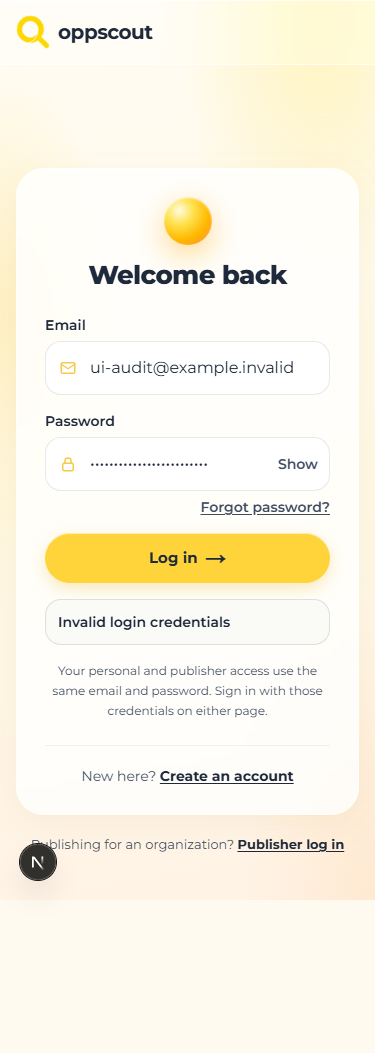 oppscout
Welcome back
Email
ui-audit@example.invalid
Password
Show
Forgot password?
Log in →
Invalid login credentials
Your personal and publisher access use the
same email and password. Sign in with those
credentials on either page.
New here? Create an account
Publishing for an organization? Publisher log in
N